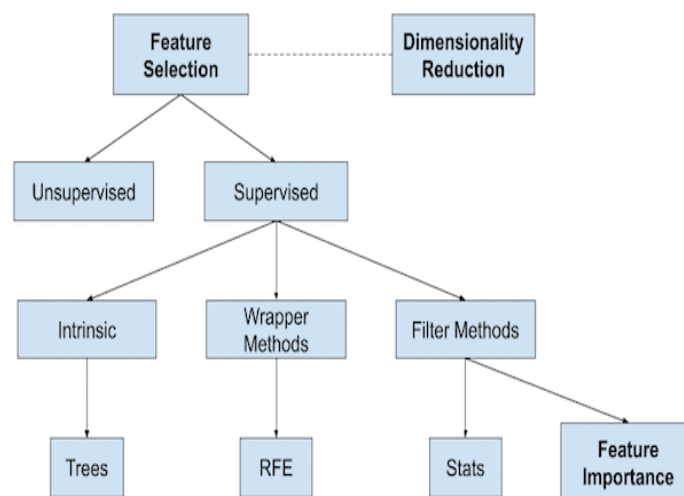 Feature
Selection
Dimensionality
Reduction
Unsupervised
Supervised
Intrinsic
Wrapper
Methods
Filter Methods
Trees
RFE
Stats
Feature
Importance